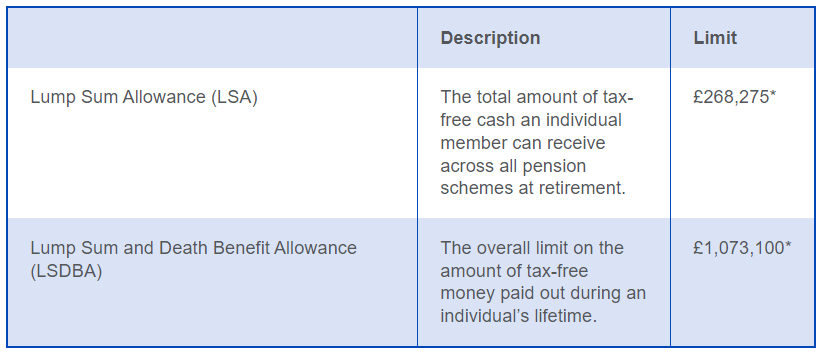 Description Limit
Lump Sum Allowance (LSA) The total amount of tax- £268,275*
free cash an individual
member can receive
across all pension
schemes at retirement.
Lump Sum and Death Benefit Allowance The overall limit on the £1,073,100*
(LSDBA) amount of tax-free
money paid out during an
individual’s lifetime.